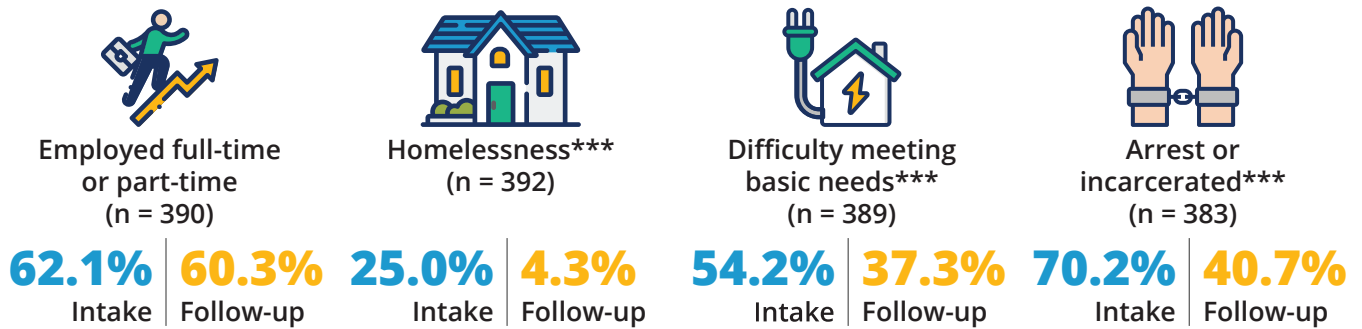 Employed full-time
or part-time
(n = 390)
62.1%
Intake
60.3%
Follow-up
Homelessness***
(n = 392)
25.0%
Intake
4.3%
Follow-up
Difficulty meeting
basic needs***
(n = 389)
54.2%
Intake
37.3%
Follow-up
Arrest or
incarcerated***
(n = 383)
70.2%
Intake
40.7%
Follow-up